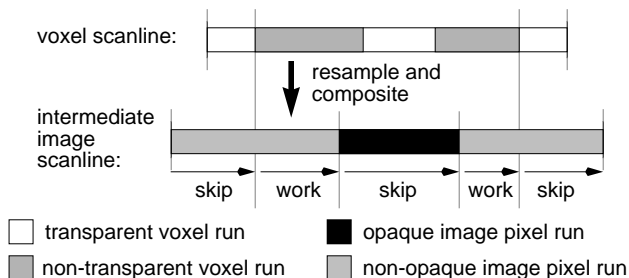 voxel scanline:
resample and
composite
intermediate
image
scanline:
skip work skip work skip
transparent voxel run
opaque image pixel run
non-transparent voxel run
non-opaque image pixel run